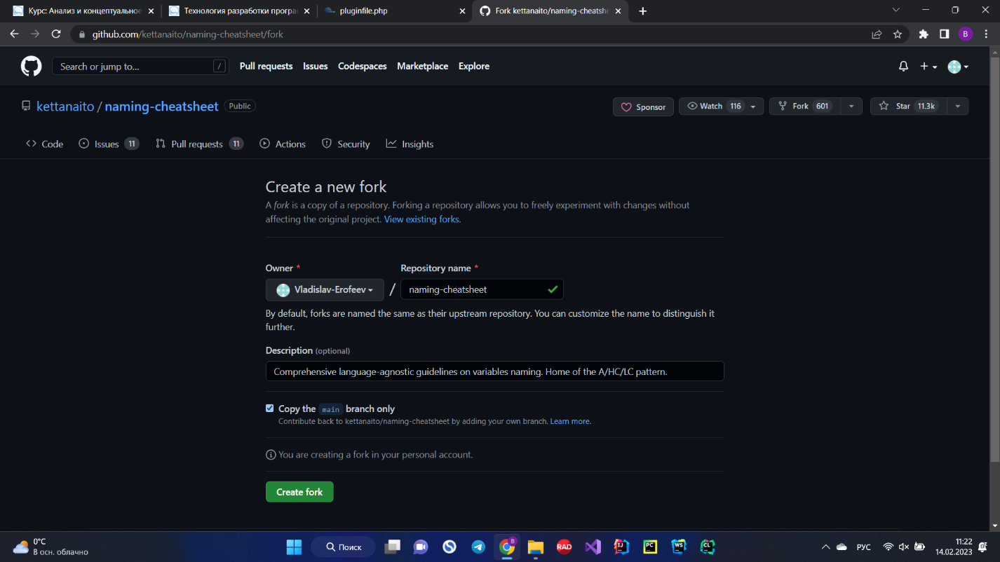 Курс: Анализ и концептуальное
Технология разработки програм
pluginfile.php
Fork kettanaito/naming-cheatshe
github.com/kettanaito/naming-cheatsheet/fork
B
Search or jump to...
/
Pull requests
Issues
Codespaces
Marketplace
Explore
kettanaito / naming-cheatsheet
Public
Sponsor
Watch 116
Fork 601
Star 11.3k
Code
Issues 11
Pull requests 11
Actions
Security
Insights
Create a new fork
A fork is a copy of a repository. Forking a repository allows you to freely experiment with changes without
affecting the original project. View existing forks.
Owner *
Repository name *
Vladislav-Erofeev
/
naming-cheatsheet
By default, forks are named the same as their upstream repository. You can customize the name to distinguish it
further.
Description (optional)
Comprehensive language-agnostic guidelines on variables naming. Home of the A/HC/LC pattern.
Copy the main branch only
Contribute back to kettanaito/naming-cheatsheet by adding your own branch. Learn more.
You are creating a fork in your personal account.
Create fork
0°C
В осн. облачно
Поиск
B
RAD
IJ
PC
WS
CL
РУС
11:22
14.02.2023